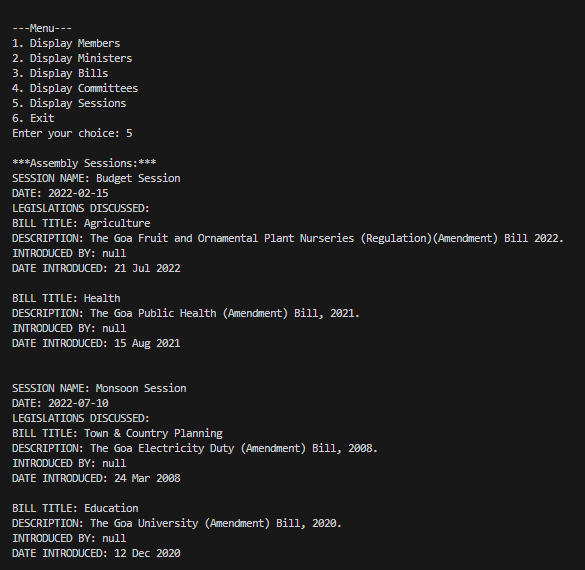 ---Menu---
1. Display Members
2. Display Ministers
3. Display Bills
4. Display Committees
5. Display Sessions
6. Exit
Enter your choice: 5
***Assembly Sessions:***
SESSION NAME: Budget Session
DATE: 2022-02-15
LEGISLATIONS DISCUSSED:
BILL TITLE: Agriculture
DESCRIPTION: The Goa Fruit and Ornamental Plant Nurseries (Regulation)(Amendment) Bill 2022.
INTRODUCED BY: null
DATE INTRODUCED: 21 Jul 2022
BILL TITLE: Health
DESCRIPTION: The Goa Public Health (Amendment) Bill, 2021.
INTRODUCED BY: null
DATE INTRODUCED: 15 Aug 2021
SESSION NAME: Monsoon Session
DATE: 2022-07-10
LEGISLATIONS DISCUSSED:
BILL TITLE: Town & Country Planning
DESCRIPTION: The Goa Electricity Duty (Amendment) Bill, 2008.
INTRODUCED BY: null
DATE INTRODUCED: 24 Mar 2008
BILL TITLE: Education
DESCRIPTION: The Goa University (Amendment) Bill, 2020.
INTRODUCED BY: null
DATE INTRODUCED: 12 Dec 2020